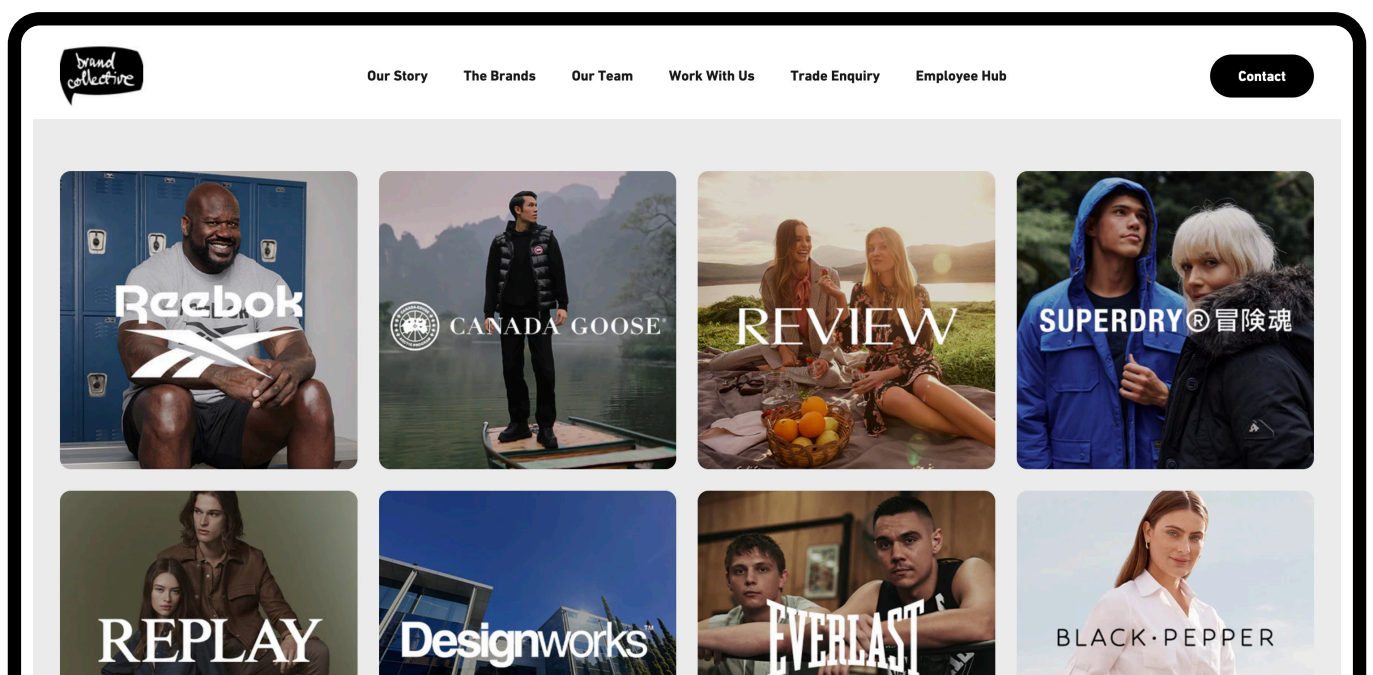 brand
collective
Our Story
The Brands
Our Team
Work With Us
Trade Enquiry
Employee Hub
Contact
Reebok
CANADA GOOSE®
REVIEW
SUPERDRY®冒険魂
REPLAY
Designworks™
EVERLAST
BLACK·PEPPER